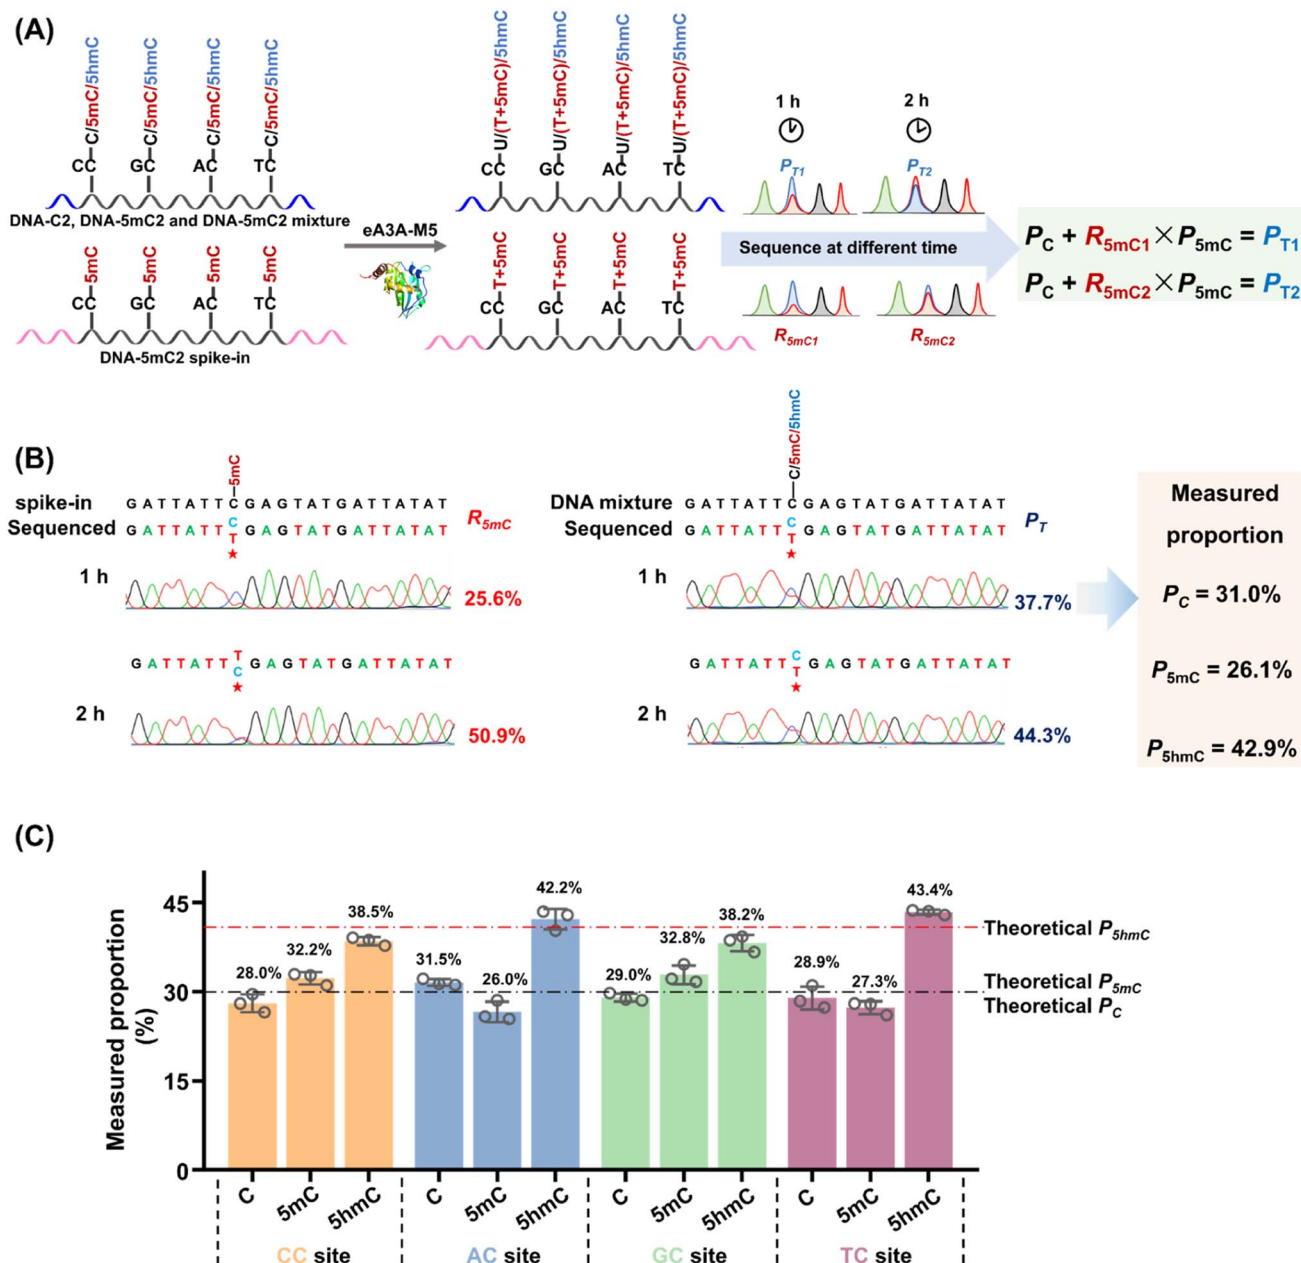 (A)
C/5mC/5hmC C/5mC/5hmC C/5mC/5hmC C/5mC/5hmC
CC GC AC TC
DNA-C2, DNA-5mC2 and DNA-5mC2 mixture
5mC 5mC 5mC 5mC
CC GC AC TC
DNA-5mC2 spike-in
eA3A-M5
U/(T+5mC)/5hmC U/(T+5mC)/5hmC U/(T+5mC)/5hmC U/(T+5mC)/5hmC
CC GC AC TC
T+5mC T+5mC T+5mC T+5mC
CC GC AC TC
1 h 2 h
PT1 PT2
Sequence at different time
R5mC1 R5mC2
PC + R5mC1 × P5mC = PT1
PC + R5mC2 × P5mC = PT2
(B)
5mC
spike-in GATTATTCGAGTATGATTATAT
Sequenced GATTATTCGAGTATGATTATAT R5mC
T
★
1 h
25.6%
T
GATTATTCGAGTATGATTATAT
★
2 h
50.9%
C/5mC/5hmC
DNA mixture GATTATTCGAGTATGATTATAT
Sequenced GATTATTCGAGTATGATTATAT PT
T
★
1 h
37.7%
C
GATTATTTGAGTATGATTATAT
★
2 h
44.3%
Measured
proportion
PC = 31.0%
P5mC = 26.1%
P5hmC = 42.9%
(C)
Measured proportion
(%)
45
30
15
0
28.0% 32.2% 38.5% 31.5% 26.0% 42.2% 29.0% 32.8% 38.2% 28.9% 27.3% 43.4%
Theoretical P5hmC
Theoretical P5mC
Theoretical PC
C 5mC 5hmC C 5mC 5hmC C 5mC 5hmC C 5mC 5hmC
CC site AC site GC site TC site